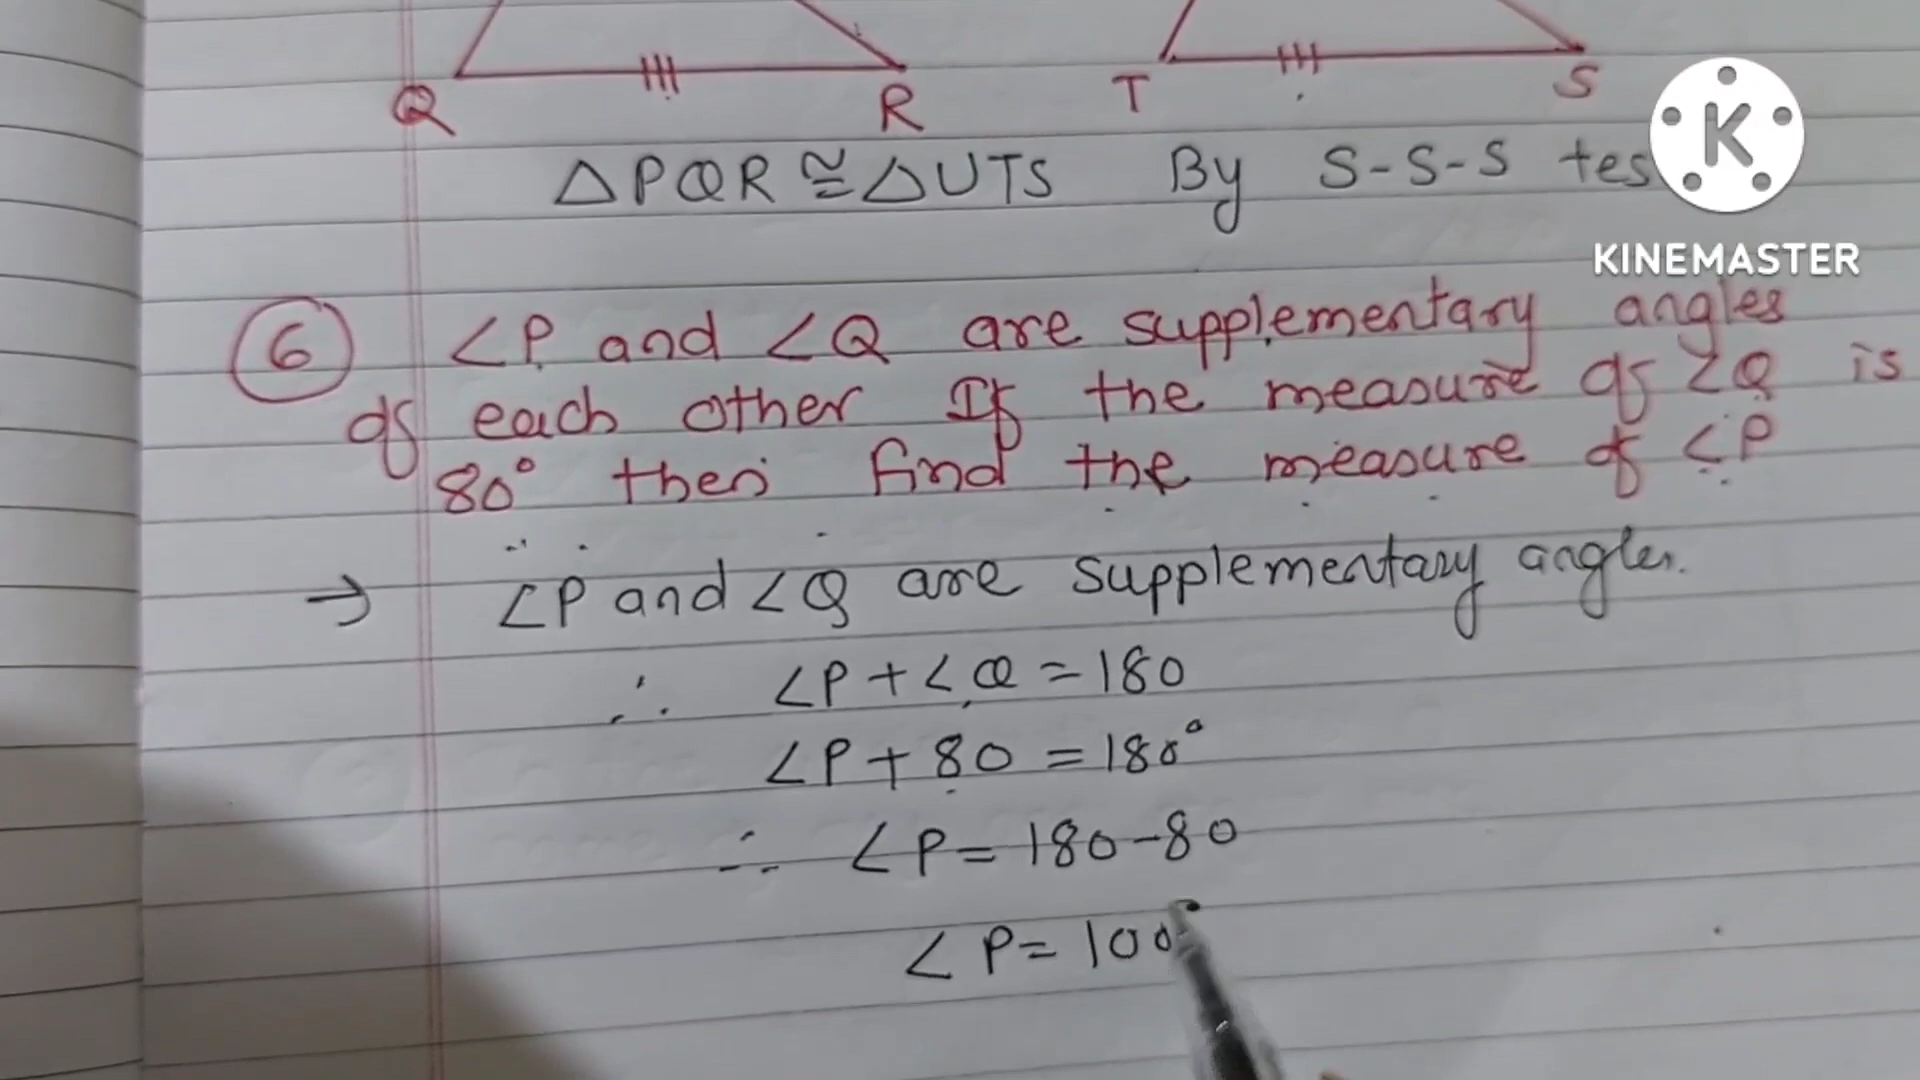 Q R T S
△PQR ≅ △UTS By S-S-S tes
K
KINEMASTER
6 ∠P and ∠Q are supplementary angles
of each other If the measure of ∠Q is
80° then find the measure of ∠P
→ ∠P and ∠Q are supplementary angles.
∴ ∠P + ∠Q = 180
∠P + 80 = 180°
∴ ∠P = 180-80
∠P = 100°